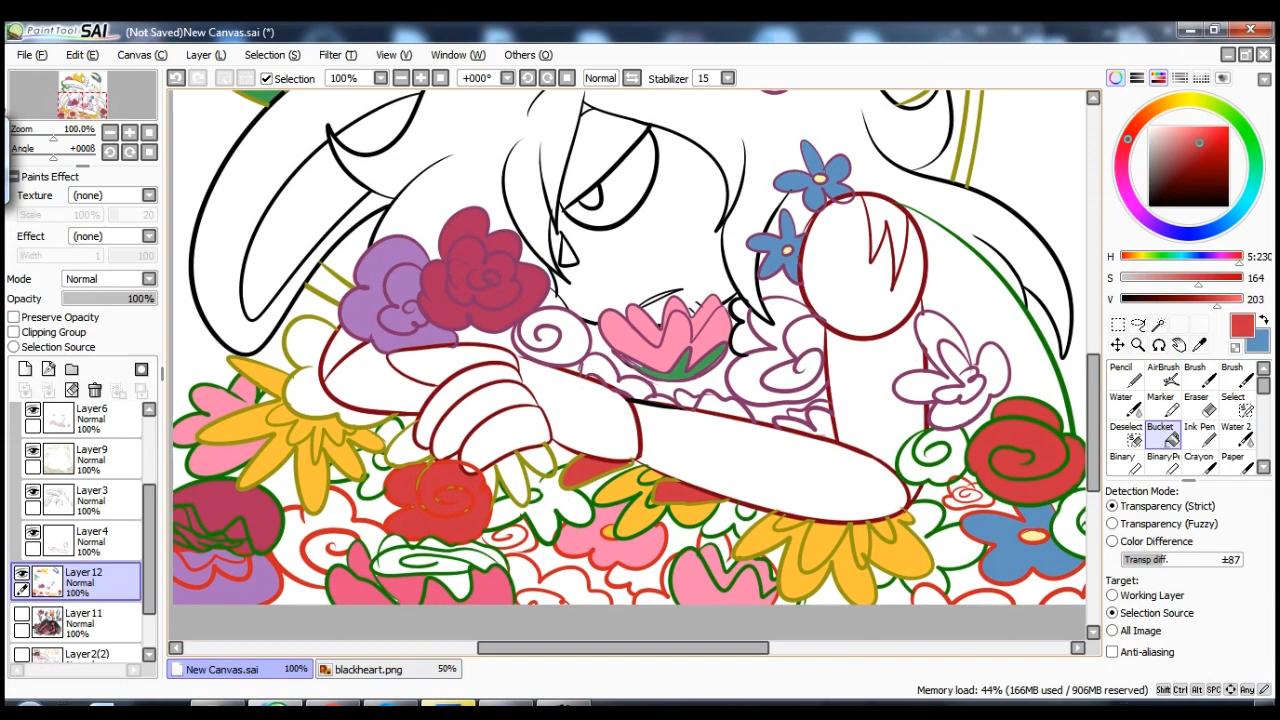 PaintTool SAI (Not Saved)New Canvas.sai (*)
File (F) Edit (E) Canvas (C) Layer (L) Selection (S) Filter (T) View (V) Window (W) Others (O)
Selection 100% +000° Normal Stabilizer 15
Zoom 100.0%
Angle +000B
Paints Effect
Texture (none)
Scale 100% 20
Effect (none)
Width 1 100
Mode Normal
Opacity 100%
Preserve Opacity
Clipping Group
Selection Source
Layer6
Normal
100%
Layer9
Normal
100%
Layer3
Normal
100%
Layer4
Normal
100%
Layer12
Normal
100%
Layer11
Normal
100%
Layer2(2)
H 5:230
S 164
V 203
Pencil AirBrush Brush Brush
Water Marker Eraser Select
Deselect Bucket Ink Pen Water 2
Binary BinaryPe Crayon Paper
Detection Mode:
Transparency (Strict)
Transparency (Fuzzy)
Color Difference
Transp diff. ±87
Target:
Working Layer
Selection Source
All Image
Anti-aliasing
New Canvas.sai 100% blackheart.png 50%
Memory load: 44% (166MB used / 906MB reserved) Shift Ctrl Alt SPC Any